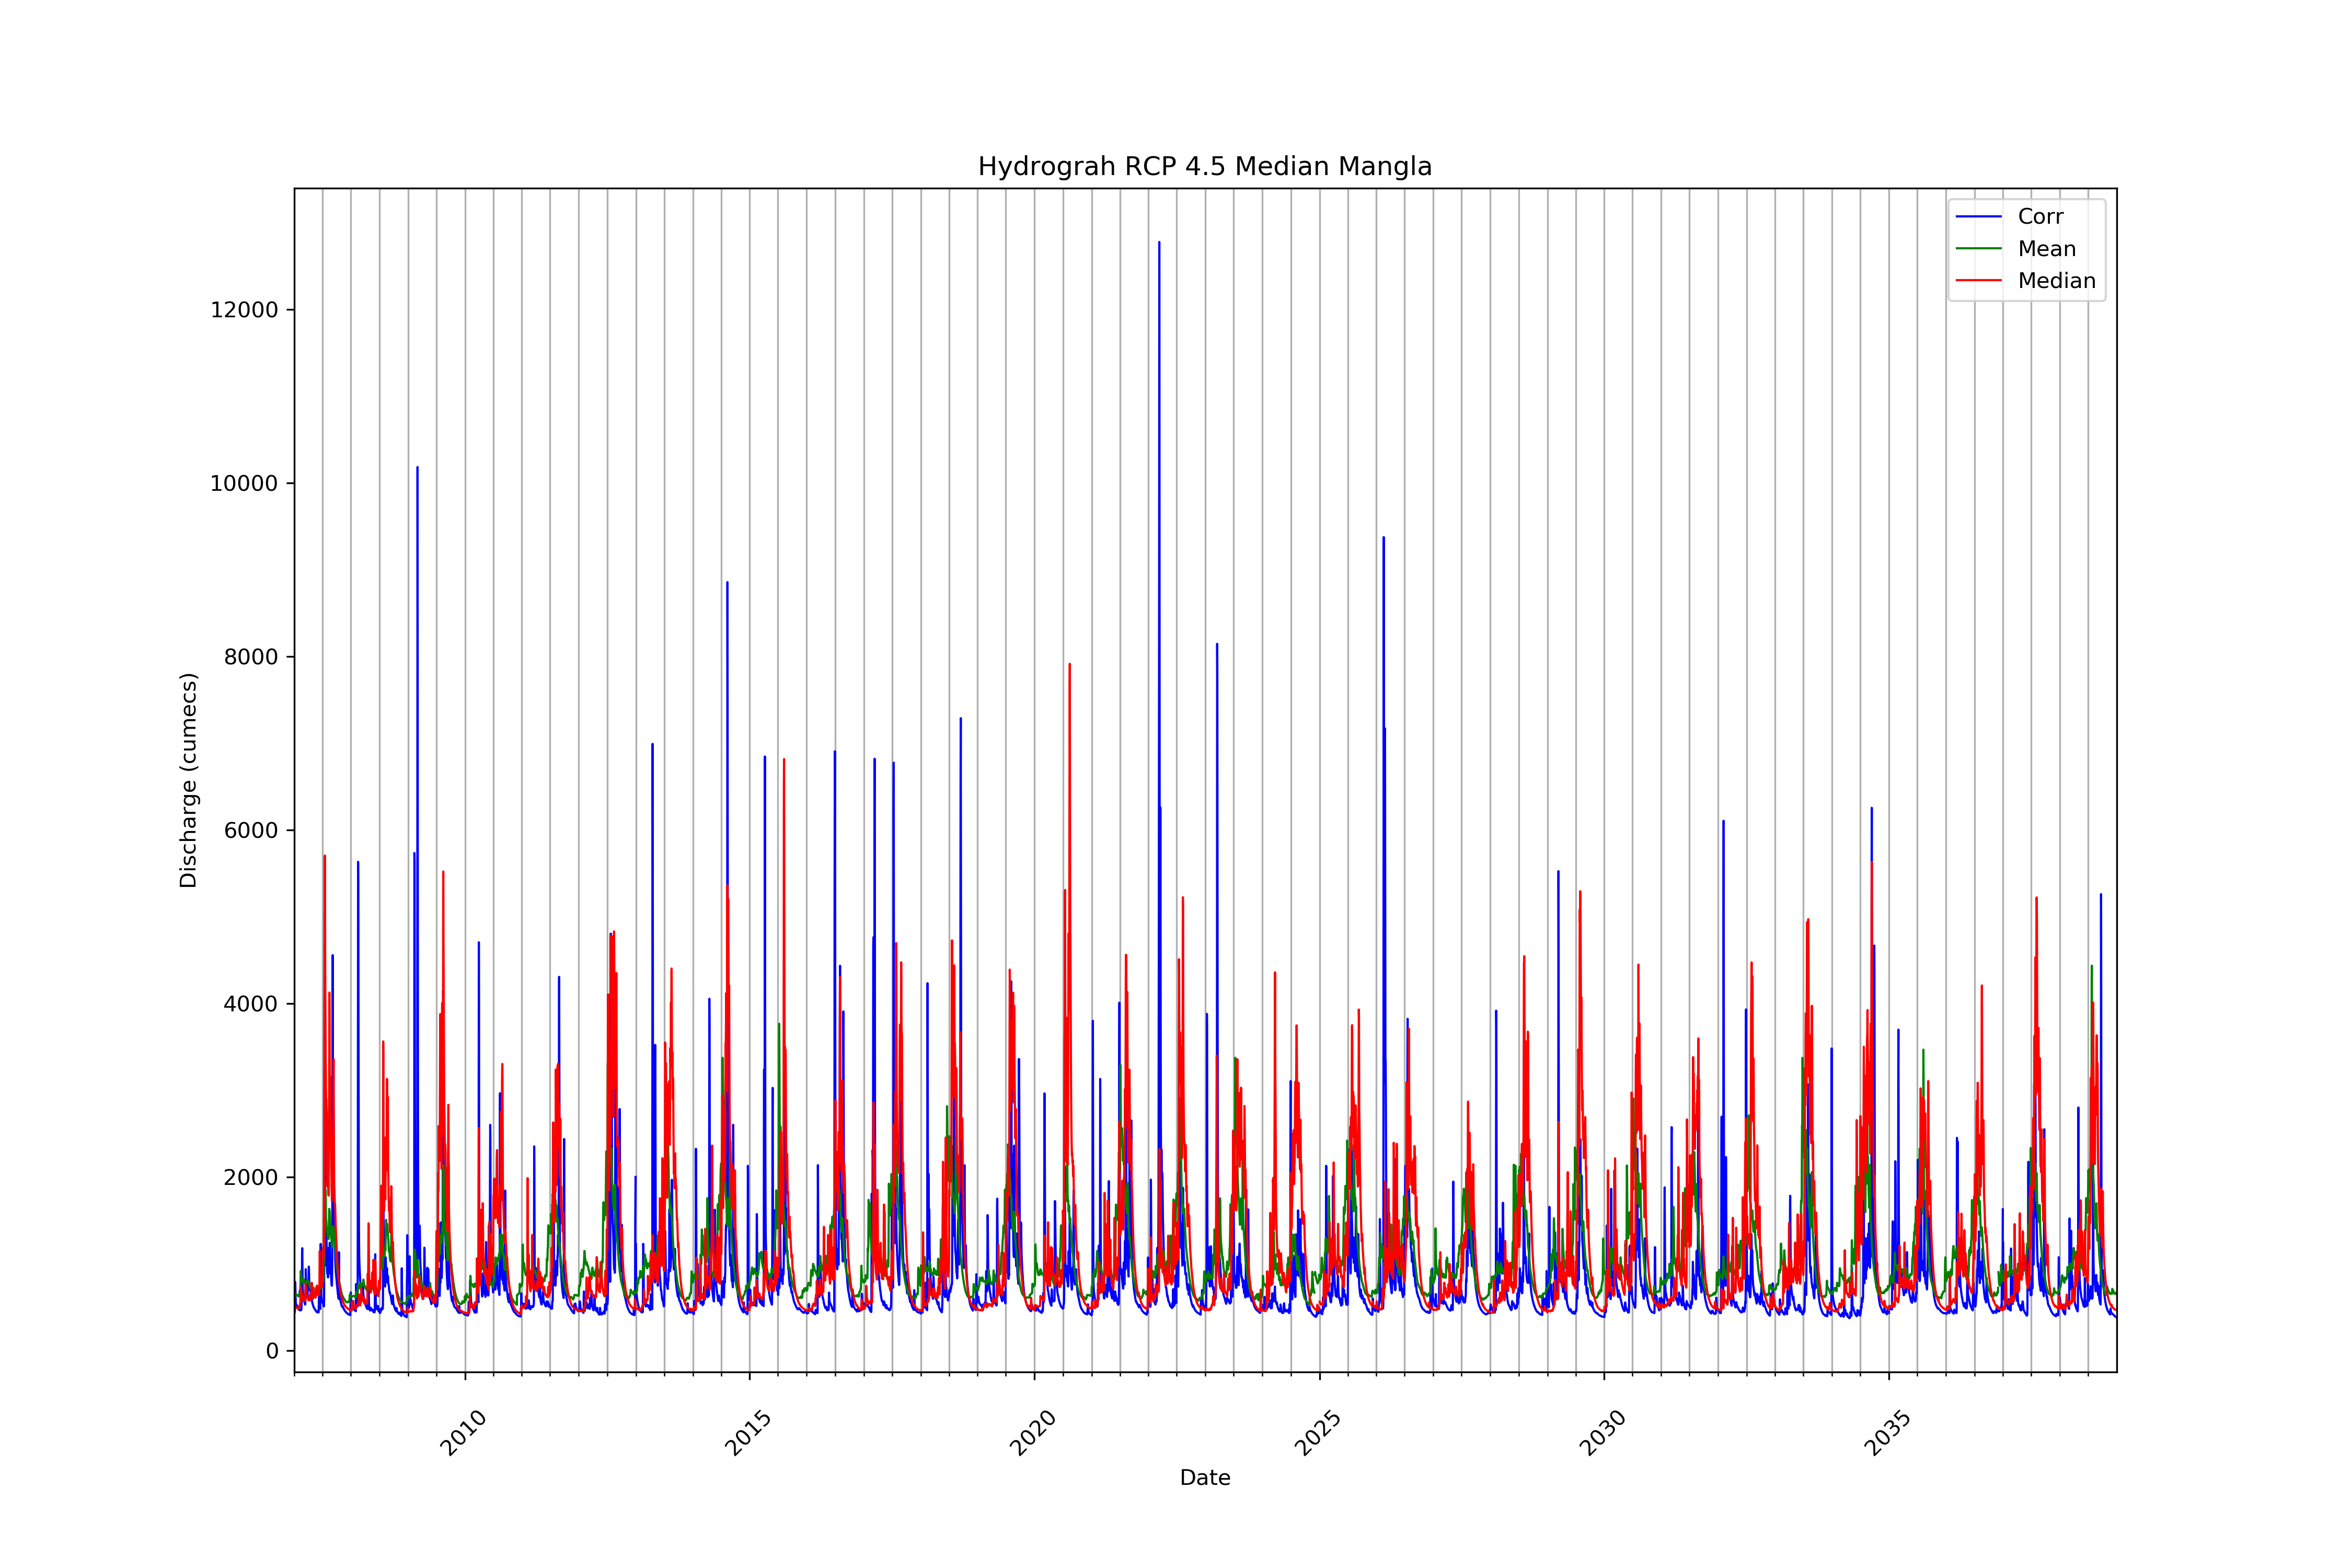 Hydrograh RCP 4.5 Median Mangla
Corr
Mean
Median
12000
10000
8000
6000
4000
2000
0
Discharge (cumecs)
2010
2015
2020
2025
2030
2035
Date